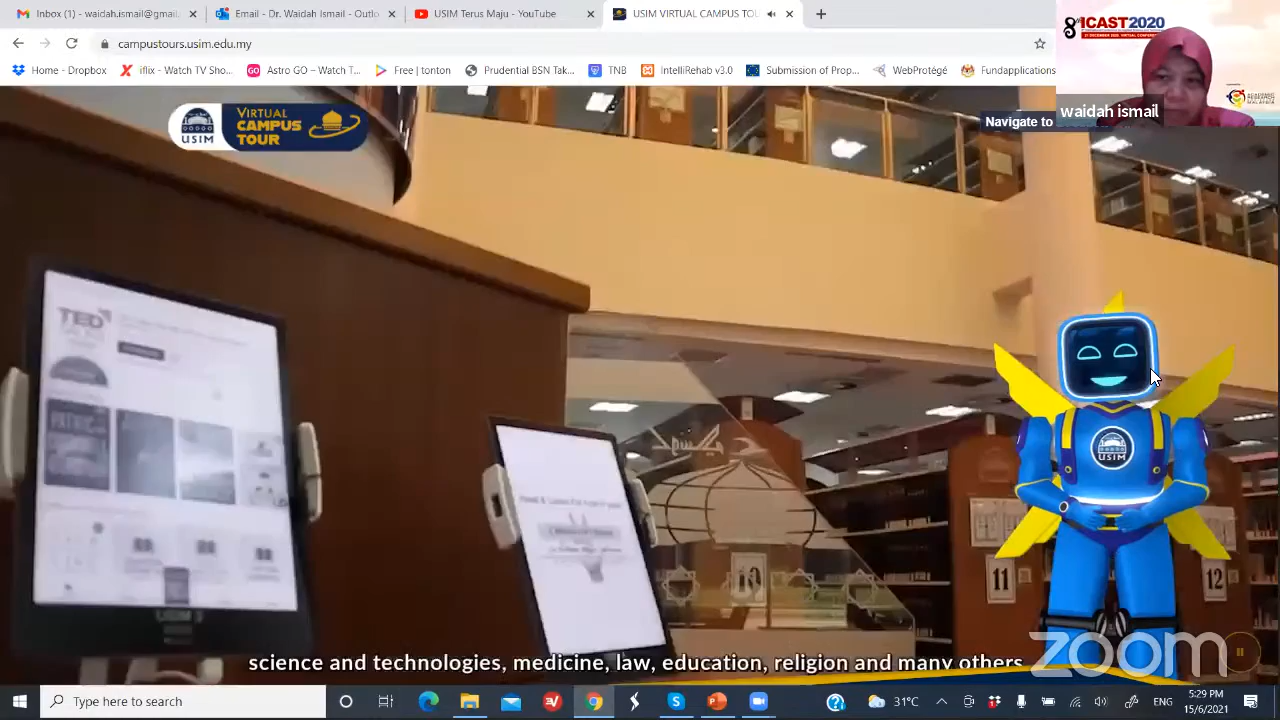 Inbox (1) - waidah.ismail@gmail
Email - Dr. Waidah Ismail - Outlo
USIM Terus Maju - YouTube
USIM VIRTUAL CAMPUS TOU
campustours.usim.edu.my
Home - Dropbox
iflix - Watch TV Sho...
Astro GO - Watch T...
Prudential BSN Tak...
TNB
Intellicount v3.0
Submission of Prop...
WebProtégé
Fundapplications
8th ICAST2020
waidah ismail
Navigate to
USIM
VIRTUAL
CAMPUS
TOUR
TED
USIM
11
12
science and technologies, medicine, law, education, religion and many others
zoom
Type here to search
31°C
5:29 PM
15/6/2021